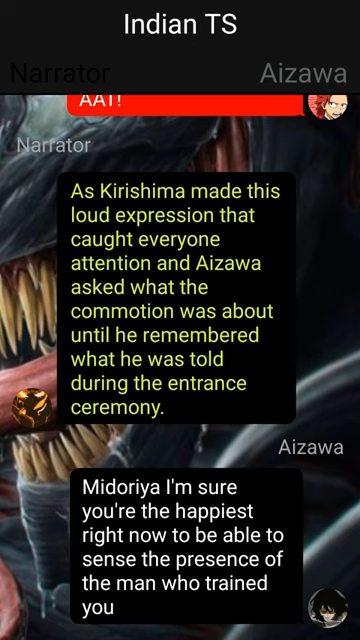 Indian TS
Narrator
Aizawa
AAT!
Narrator
As Kirishima made this
loud expression that
caught everyone
attention and Aizawa
asked what the
commotion was about
until he remembered
what he was told
during the entrance
ceremony.
Aizawa
Midoriya I'm sure
you're the happiest
right now to be able to
sense the presence of
the man who trained
you